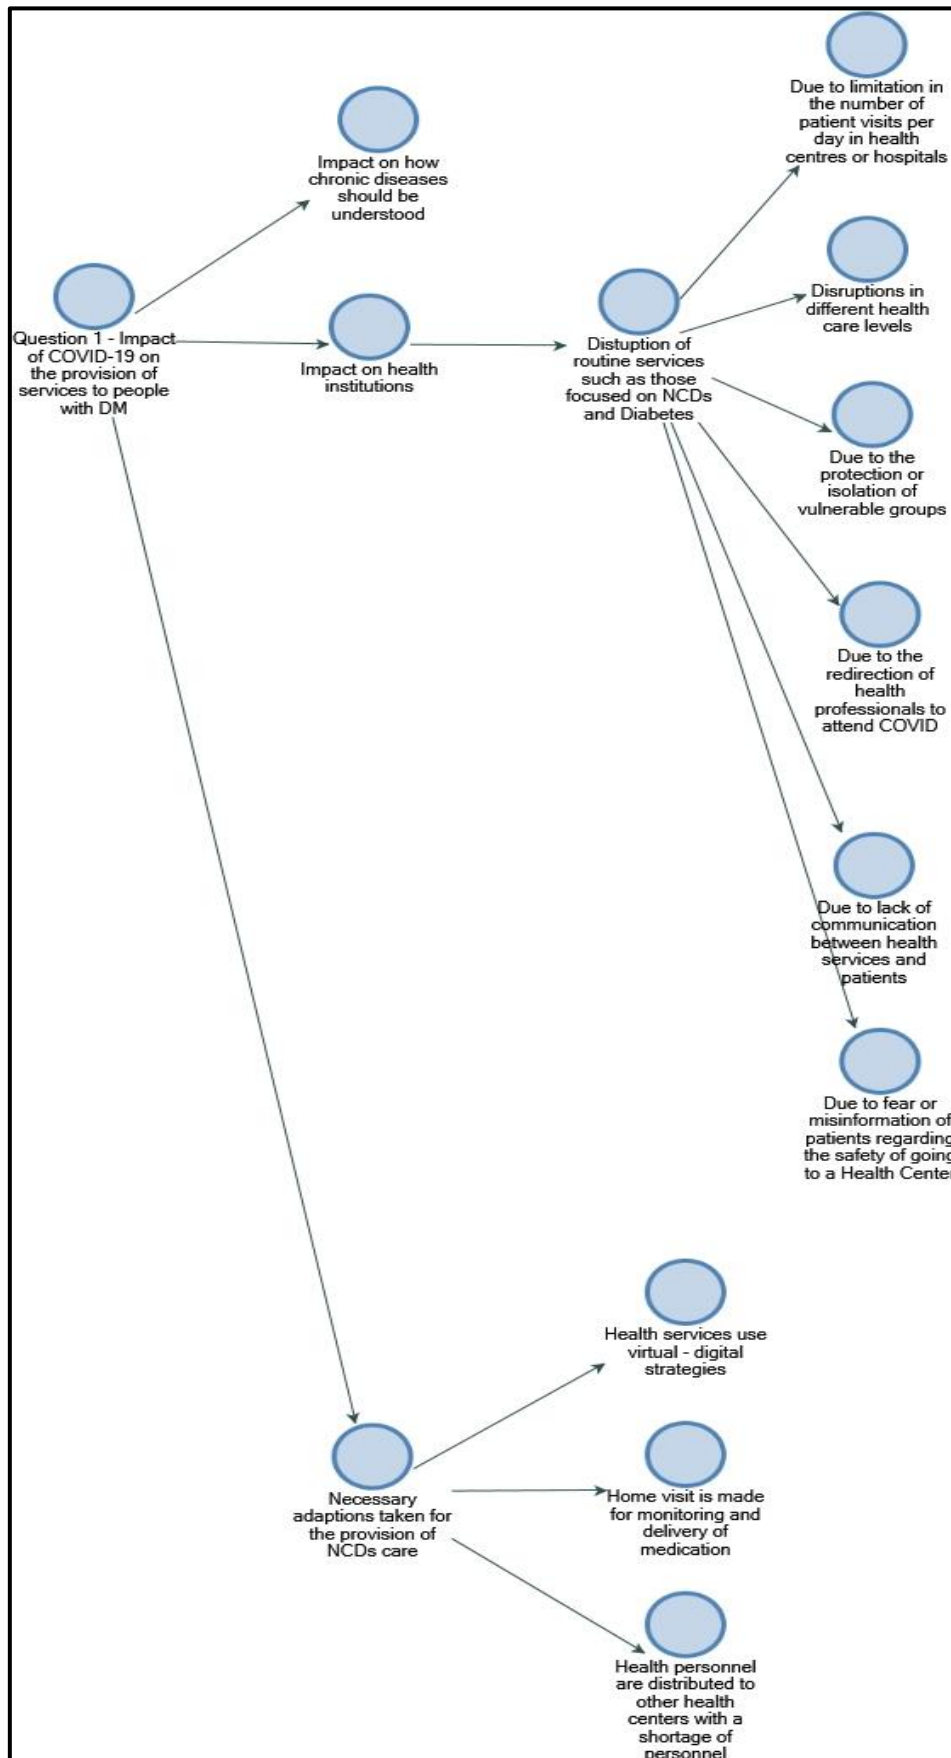 Due to limitation in
the number of
patient visits per
day in health
centres or hospitals
Impact on how
chronic diseases
should be
understood
Disruptions in
different health
care levels
Question 1 - Impact
of COVID-19 on
the provision of
services to people
with DM
Impact on health
institutions
Distuption of
routine services
such as those
focused on NCDs
and Diabetes
Due to the
protection or
isolation of
vulnerable groups
Due to the
redirection of
health
professionals to
attend COVID
Due to lack of
communication
between health
services and
patients
Due to fear or
misinformation of
patients regarding
the safety of going
to a Health Center
Health services use
virtual - digital
strategies
Necessary
adaptions taken for
the provision of
NCDs care
Home visit is made
for monitoring and
delivery of
medication
Health personnel
are distributed to
other health
centers with a
shortage of
personnel